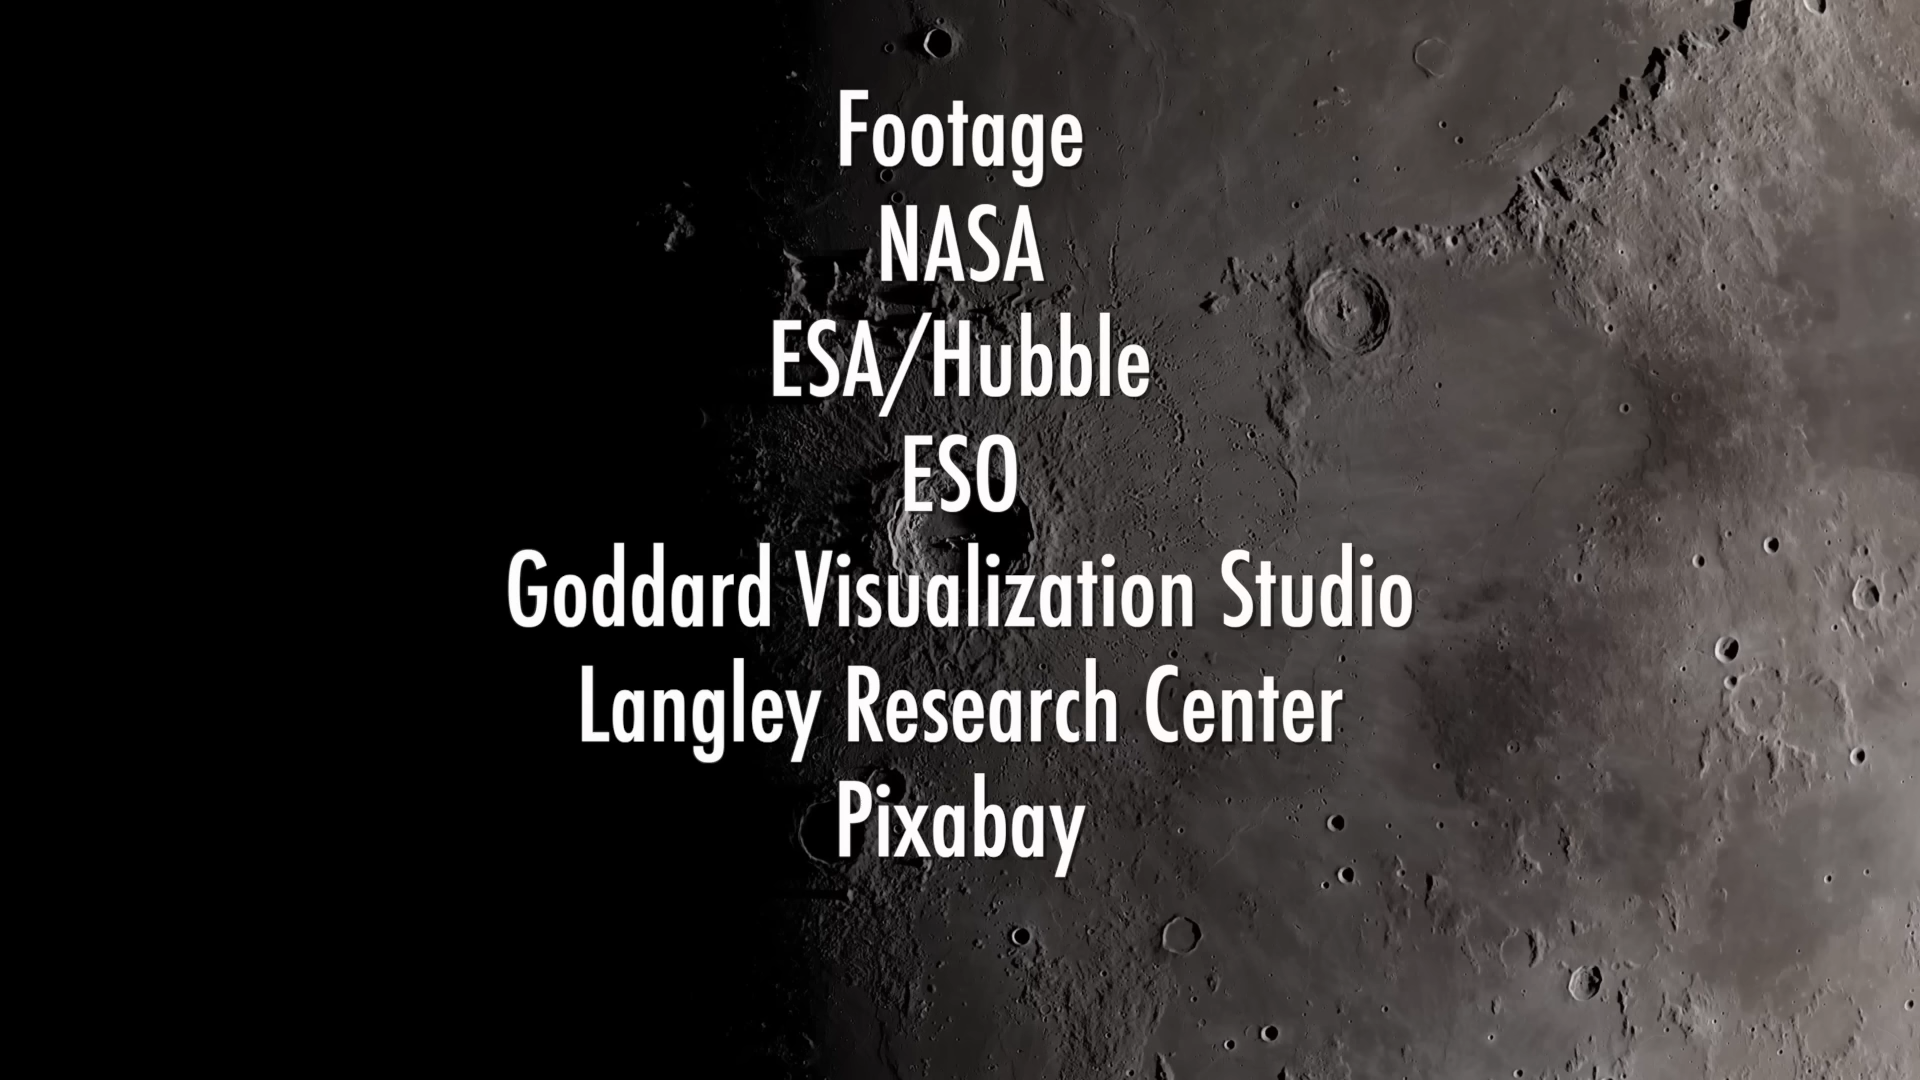 Footage
NASA
ESA/Hubble
ESO
Goddard Visualization Studio
Langley Research Center
Pixabay